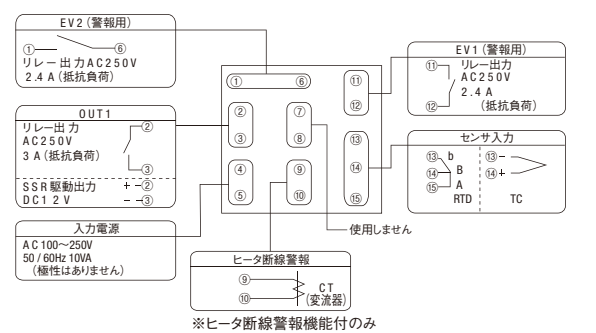 EV2(警報用)
① ⑥
リレー出力AC250V
2.4A(抵抗負荷)
OUT1
リレー出力
AC250V
3A(抵抗負荷)
②
③
SSR駆動出力 + -②
DC12V - -③
入力電源
AC100～250V
50/60Hz 10VA
(極性はありません)
① ⑥ ⑪
⑫
② ⑦
③ ⑧ ⑬
④ ⑨ ⑭
⑤ ⑩ ⑮
使用しません
EV1(警報用)
⑪ リレー出力
AC250V
2.4A
⑫ (抵抗負荷)
センサ入力
⑬ b ⑬ -
⑭ B ⑭ +
⑮ A
RTD TC
ヒータ断線警報
⑨
⑩
CT
(変流器)
※ヒータ断線警報機能付のみ